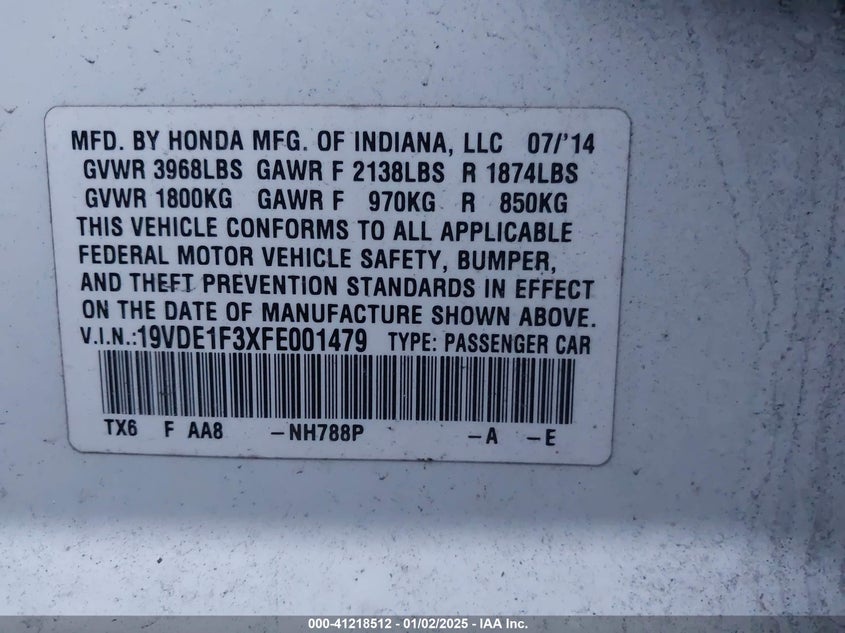 MFD. BY HONDA MFG. OF INDIANA, LLC 07/'14
GVWR 3968LBS GAWR F 2138LBS R 1874LBS
GVWR 1800KG GAWR F 970KG R 850KG
THIS VEHICLE CONFORMS TO ALL APPLICABLE
FEDERAL MOTOR VEHICLE SAFETY, BUMPER,
AND THEFT PREVENTION STANDARDS IN EFFECT
ON THE DATE OF MANUFACTURE SHOWN ABOVE.
V.I.N.:19VDE1F3XFE001479 TYPE: PASSENGER CAR
TX6 F AA8 -NH788P -A -E
000-41218512 - 01/02/2025 - IAA Inc.